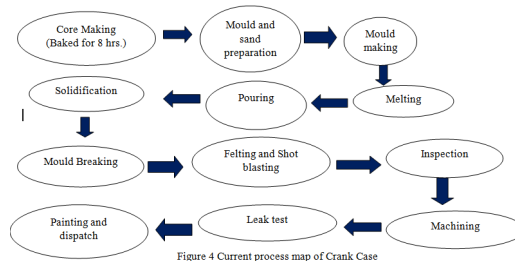 Core Making
(Baked for 8 hrs.)
Mould and
sand
preparation
Mould
making
Melting
Pouring
Solidification
Mould Breaking
Felting and Shot
blasting
Inspection
Machining
Leak test
Painting and
dispatch
Figure 4 Current process map of Crank Case